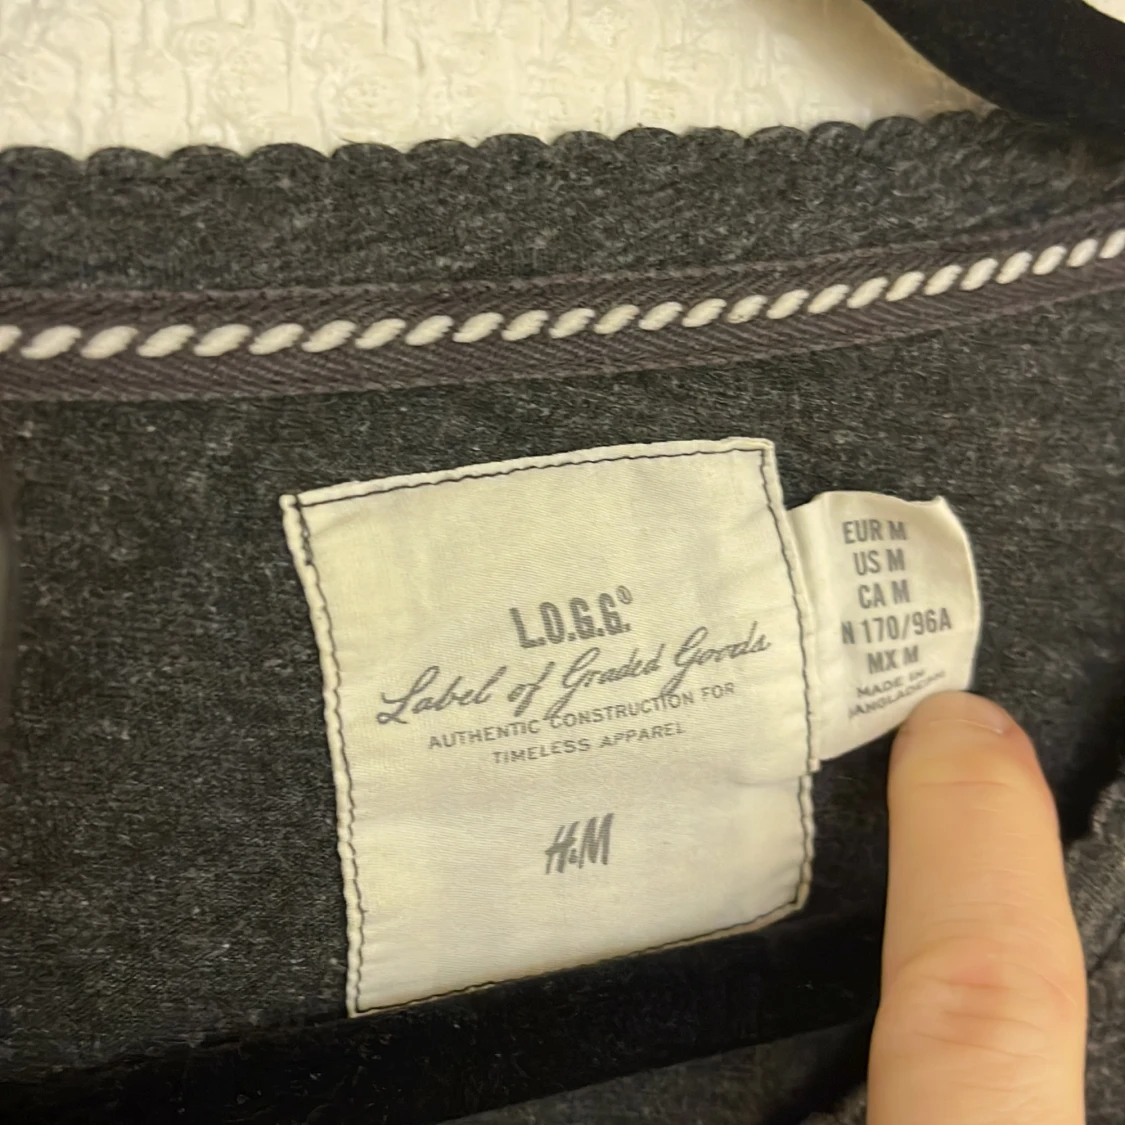 L.O.G.G.®
Label of Graded Goods
AUTHENTIC CONSTRUCTION FOR
TIMELESS APPAREL
H&M
EUR M
US M
CA M
N 170/96A
MX M
MADE IN